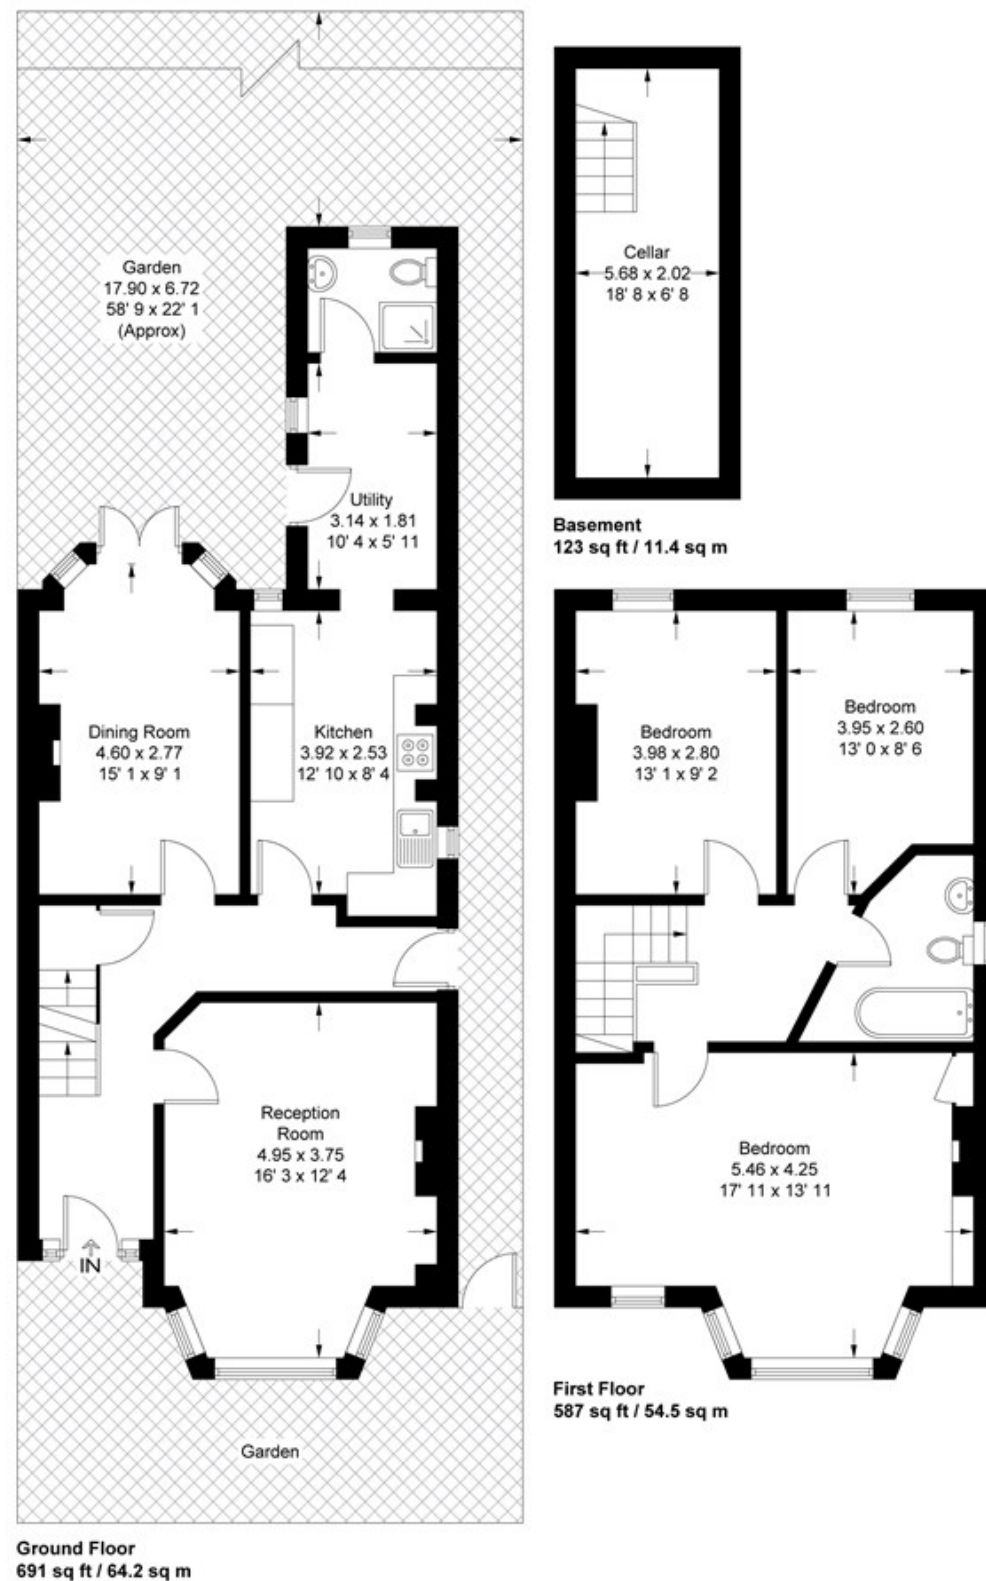 Garden
17.90 x 6.72
58' 9 x 22' 1
(Approx)
Utility
3.14 x 1.81
10' 4 x 5' 11
Dining Room
4.60 x 2.77
15' 1 x 9' 1
Kitchen
3.92 x 2.53
12' 10 x 8' 4
Reception
Room
4.95 x 3.75
16' 3 x 12' 4
IN
Garden
Ground Floor
691 sq ft / 64.2 sq m
Cellar
5.68 x 2.02
18' 8 x 6' 8
Basement
123 sq ft / 11.4 sq m
Bedroom
3.98 x 2.80
13' 1 x 9' 2
Bedroom
3.95 x 2.60
13' 0 x 8' 6
Bedroom
5.46 x 4.25
17' 11 x 13' 11
First Floor
587 sq ft / 54.5 sq m